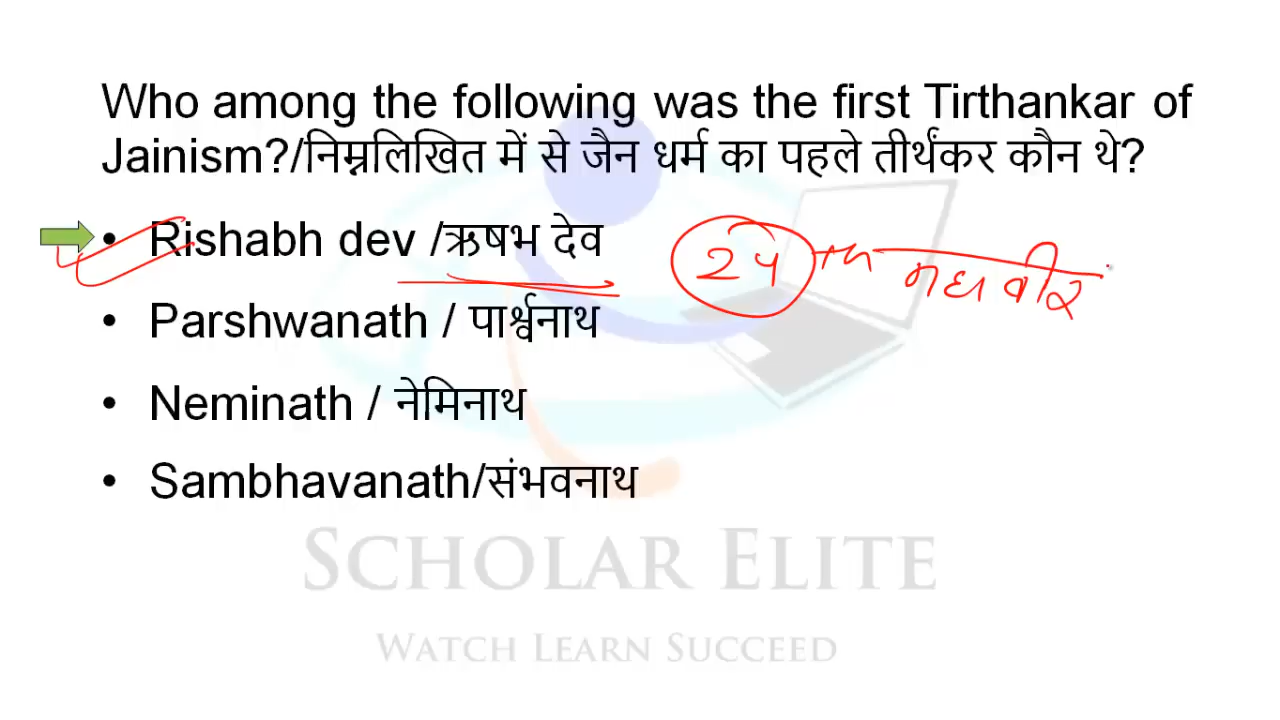 Who among the following was the first Tirthankar of
Jainism?/निम्नलिखित में से जैन धर्म का पहले तीर्थंकर कौन थे?
• Rishabh dev /ऋषभ देव
24th महावीर
• Parshwanath / पार्श्वनाथ
• Neminath / नेमिनाथ
• Sambhavanath/संभवनाथ
SCHOLAR ELITE
WATCH LEARN SUCCEED